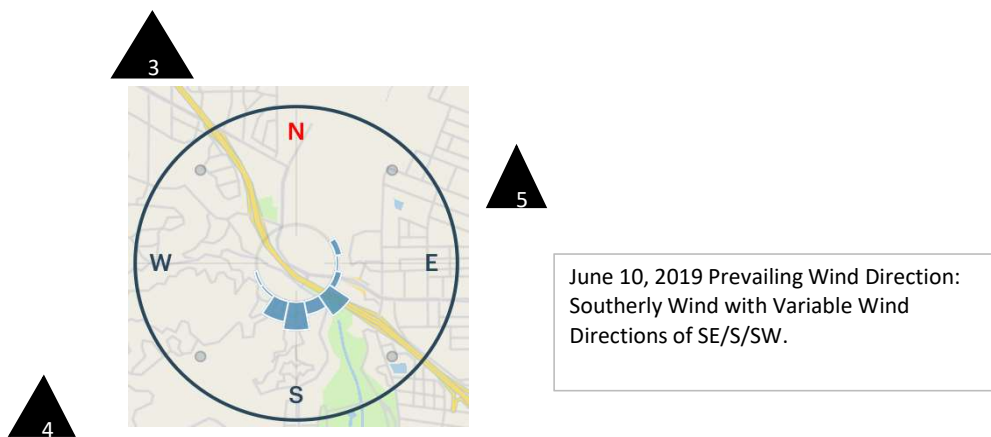 3
N
5
W
E
June 10, 2019 Prevailing Wind Direction:
Southerly Wind with Variable Wind
Directions of SE/S/SW.
S
4